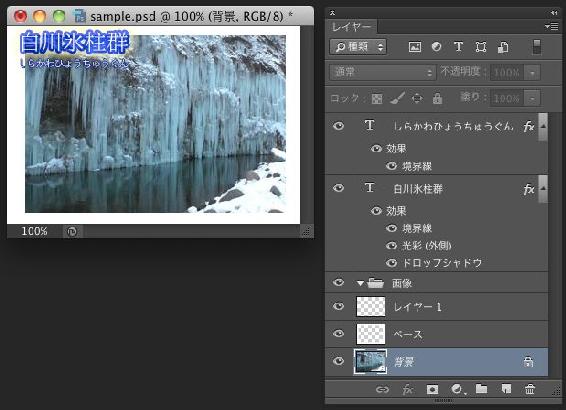 sample.psd @ 100% (背景, RGB/8) *
白川氷柱群
しらかわひょうちゅうぐん
100%
レイヤー
種類
通常
不透明度:
100%
ロック:
塗り:
100%
しらかわひょうちゅうぐん
fx
効果
境界線
白川氷柱群
fx
効果
境界線
光彩 (外側)
ドロップシャドウ
画像
レイヤー 1
ベース
背景
fx